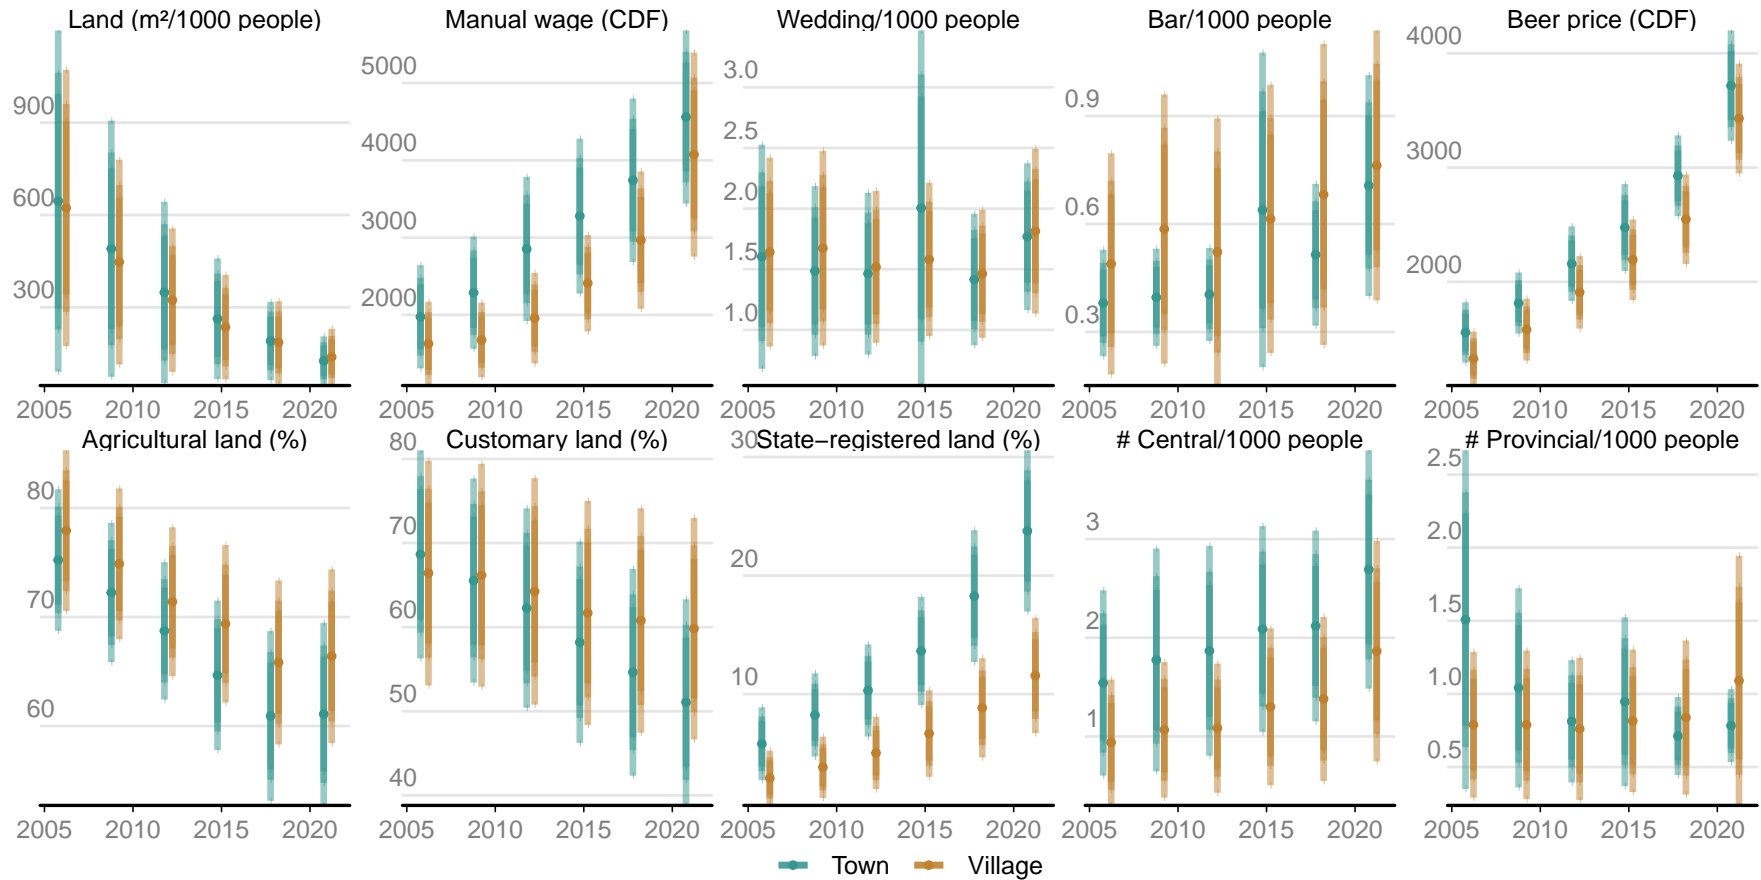 Land (m²/1000 people)
900
600
300
2005 2010 2015 2020
Manual wage (CDF)
5000
4000
3000
2000
2005 2010 2015 2020
Wedding/1000 people
3.0
2.5
2.0
1.5
1.0
2005 2010 2015 2020
Bar/1000 people
0.9
0.6
0.3
2005 2010 2015 2020
Beer price (CDF)
4000
3000
2000
2005 2010 2015 2020
Agricultural land (%)
80
70
60
2005 2010 2015 2020
Customary land (%)
80
70
60
50
40
2005 2010 2015 2020
State−registered land (%)
30
20
10
2005 2010 2015 2020
# Central/1000 people
3
2
1
2005 2010 2015 2020
# Provincial/1000 people
2.5
2.0
1.5
1.0
0.5
2005 2010 2015 2020
Town Village